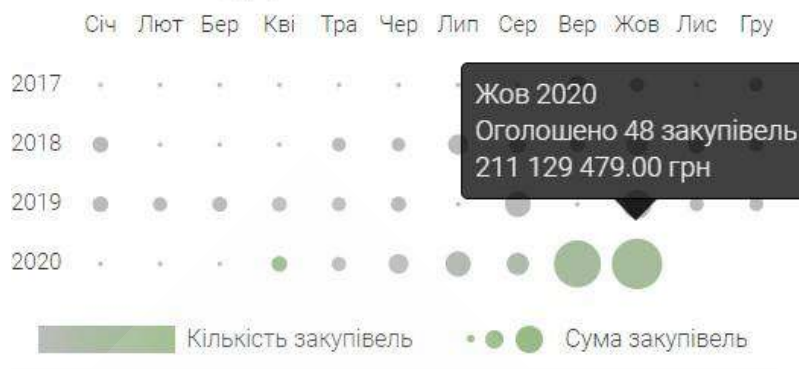 Січ Лют Бер Кві Тра Чер Лип Сер Вер Жов Лис Гру
2017
Жов 2020
Оголошено 48 закупівель
2018
211 129 479.00 грн
2019
2020
Кількість закупівель Сума закупівель